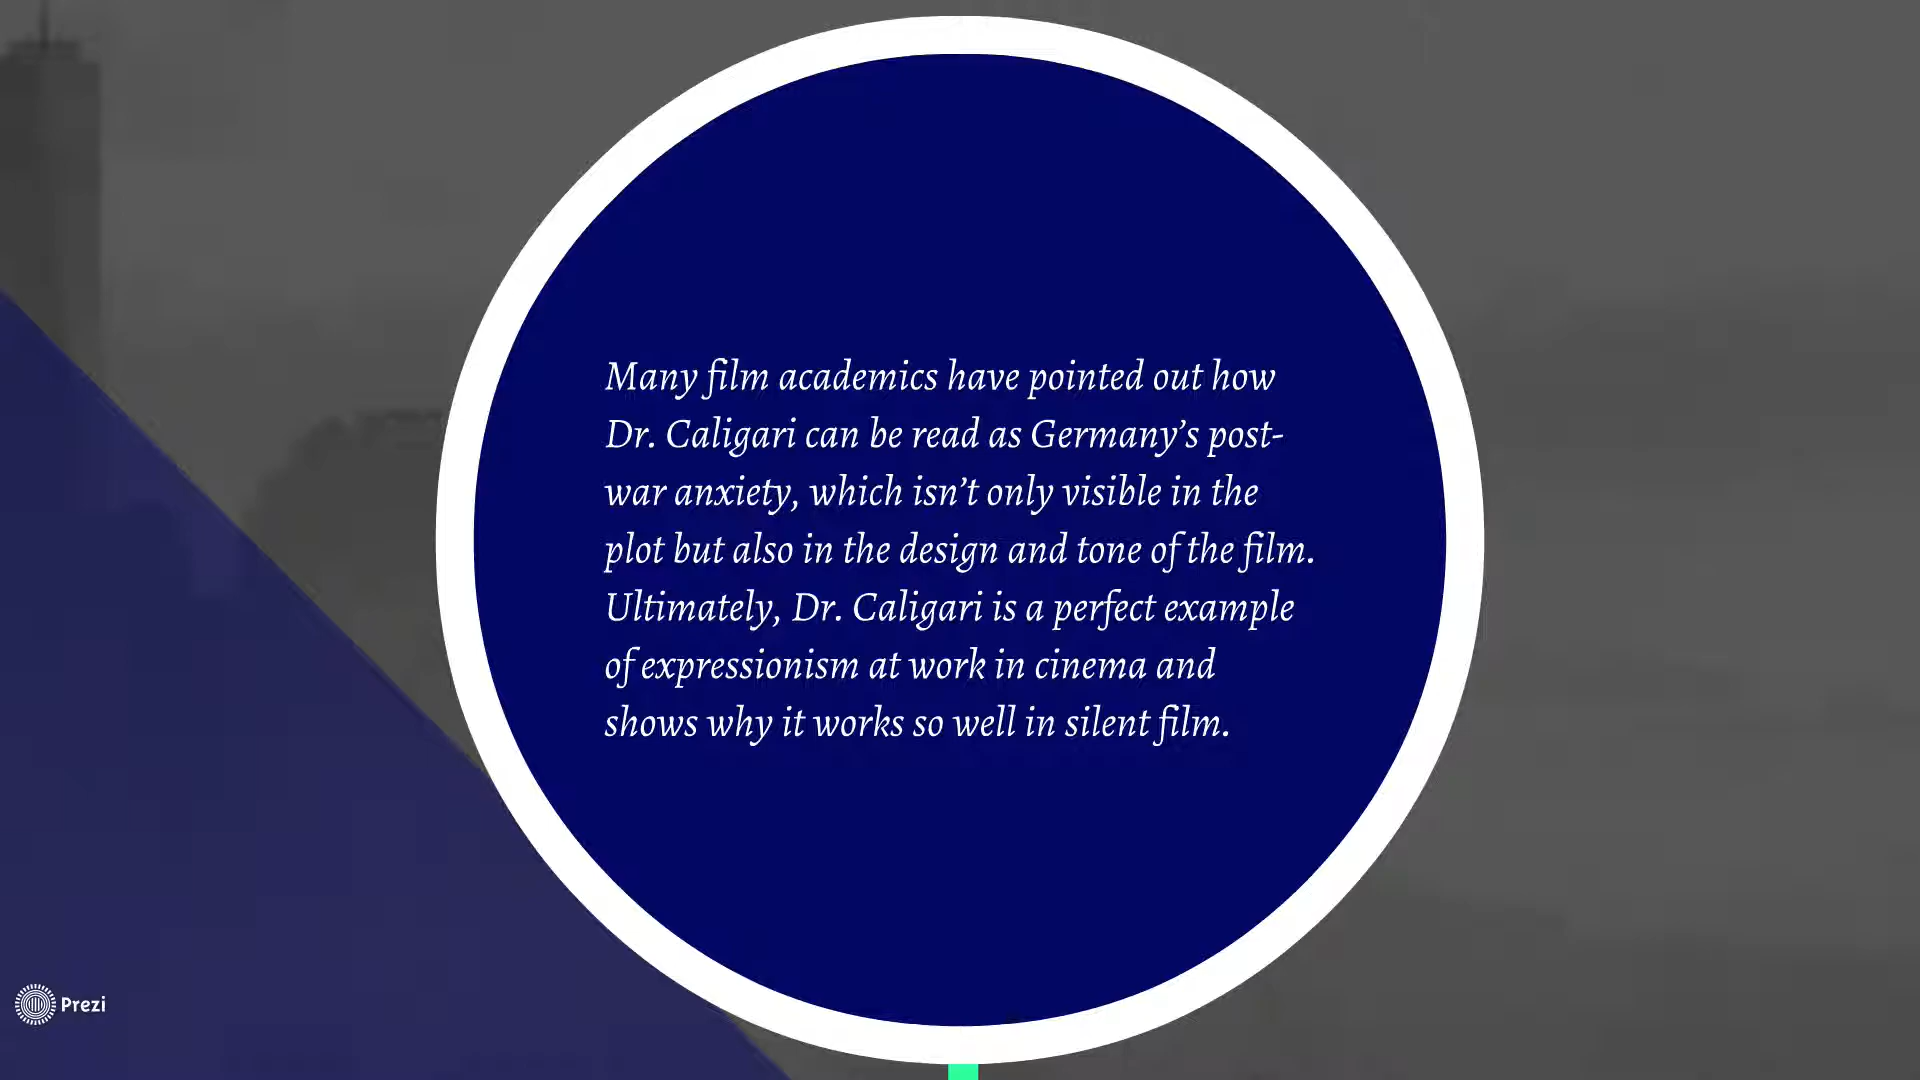 Many film academics have pointed out how
Dr. Caligari can be read as Germany’s post-
war anxiety, which isn’t only visible in the
plot but also in the design and tone of the film.
Ultimately, Dr. Caligari is a perfect example
of expressionism at work in cinema and
shows why it works so well in silent film.
Prezi